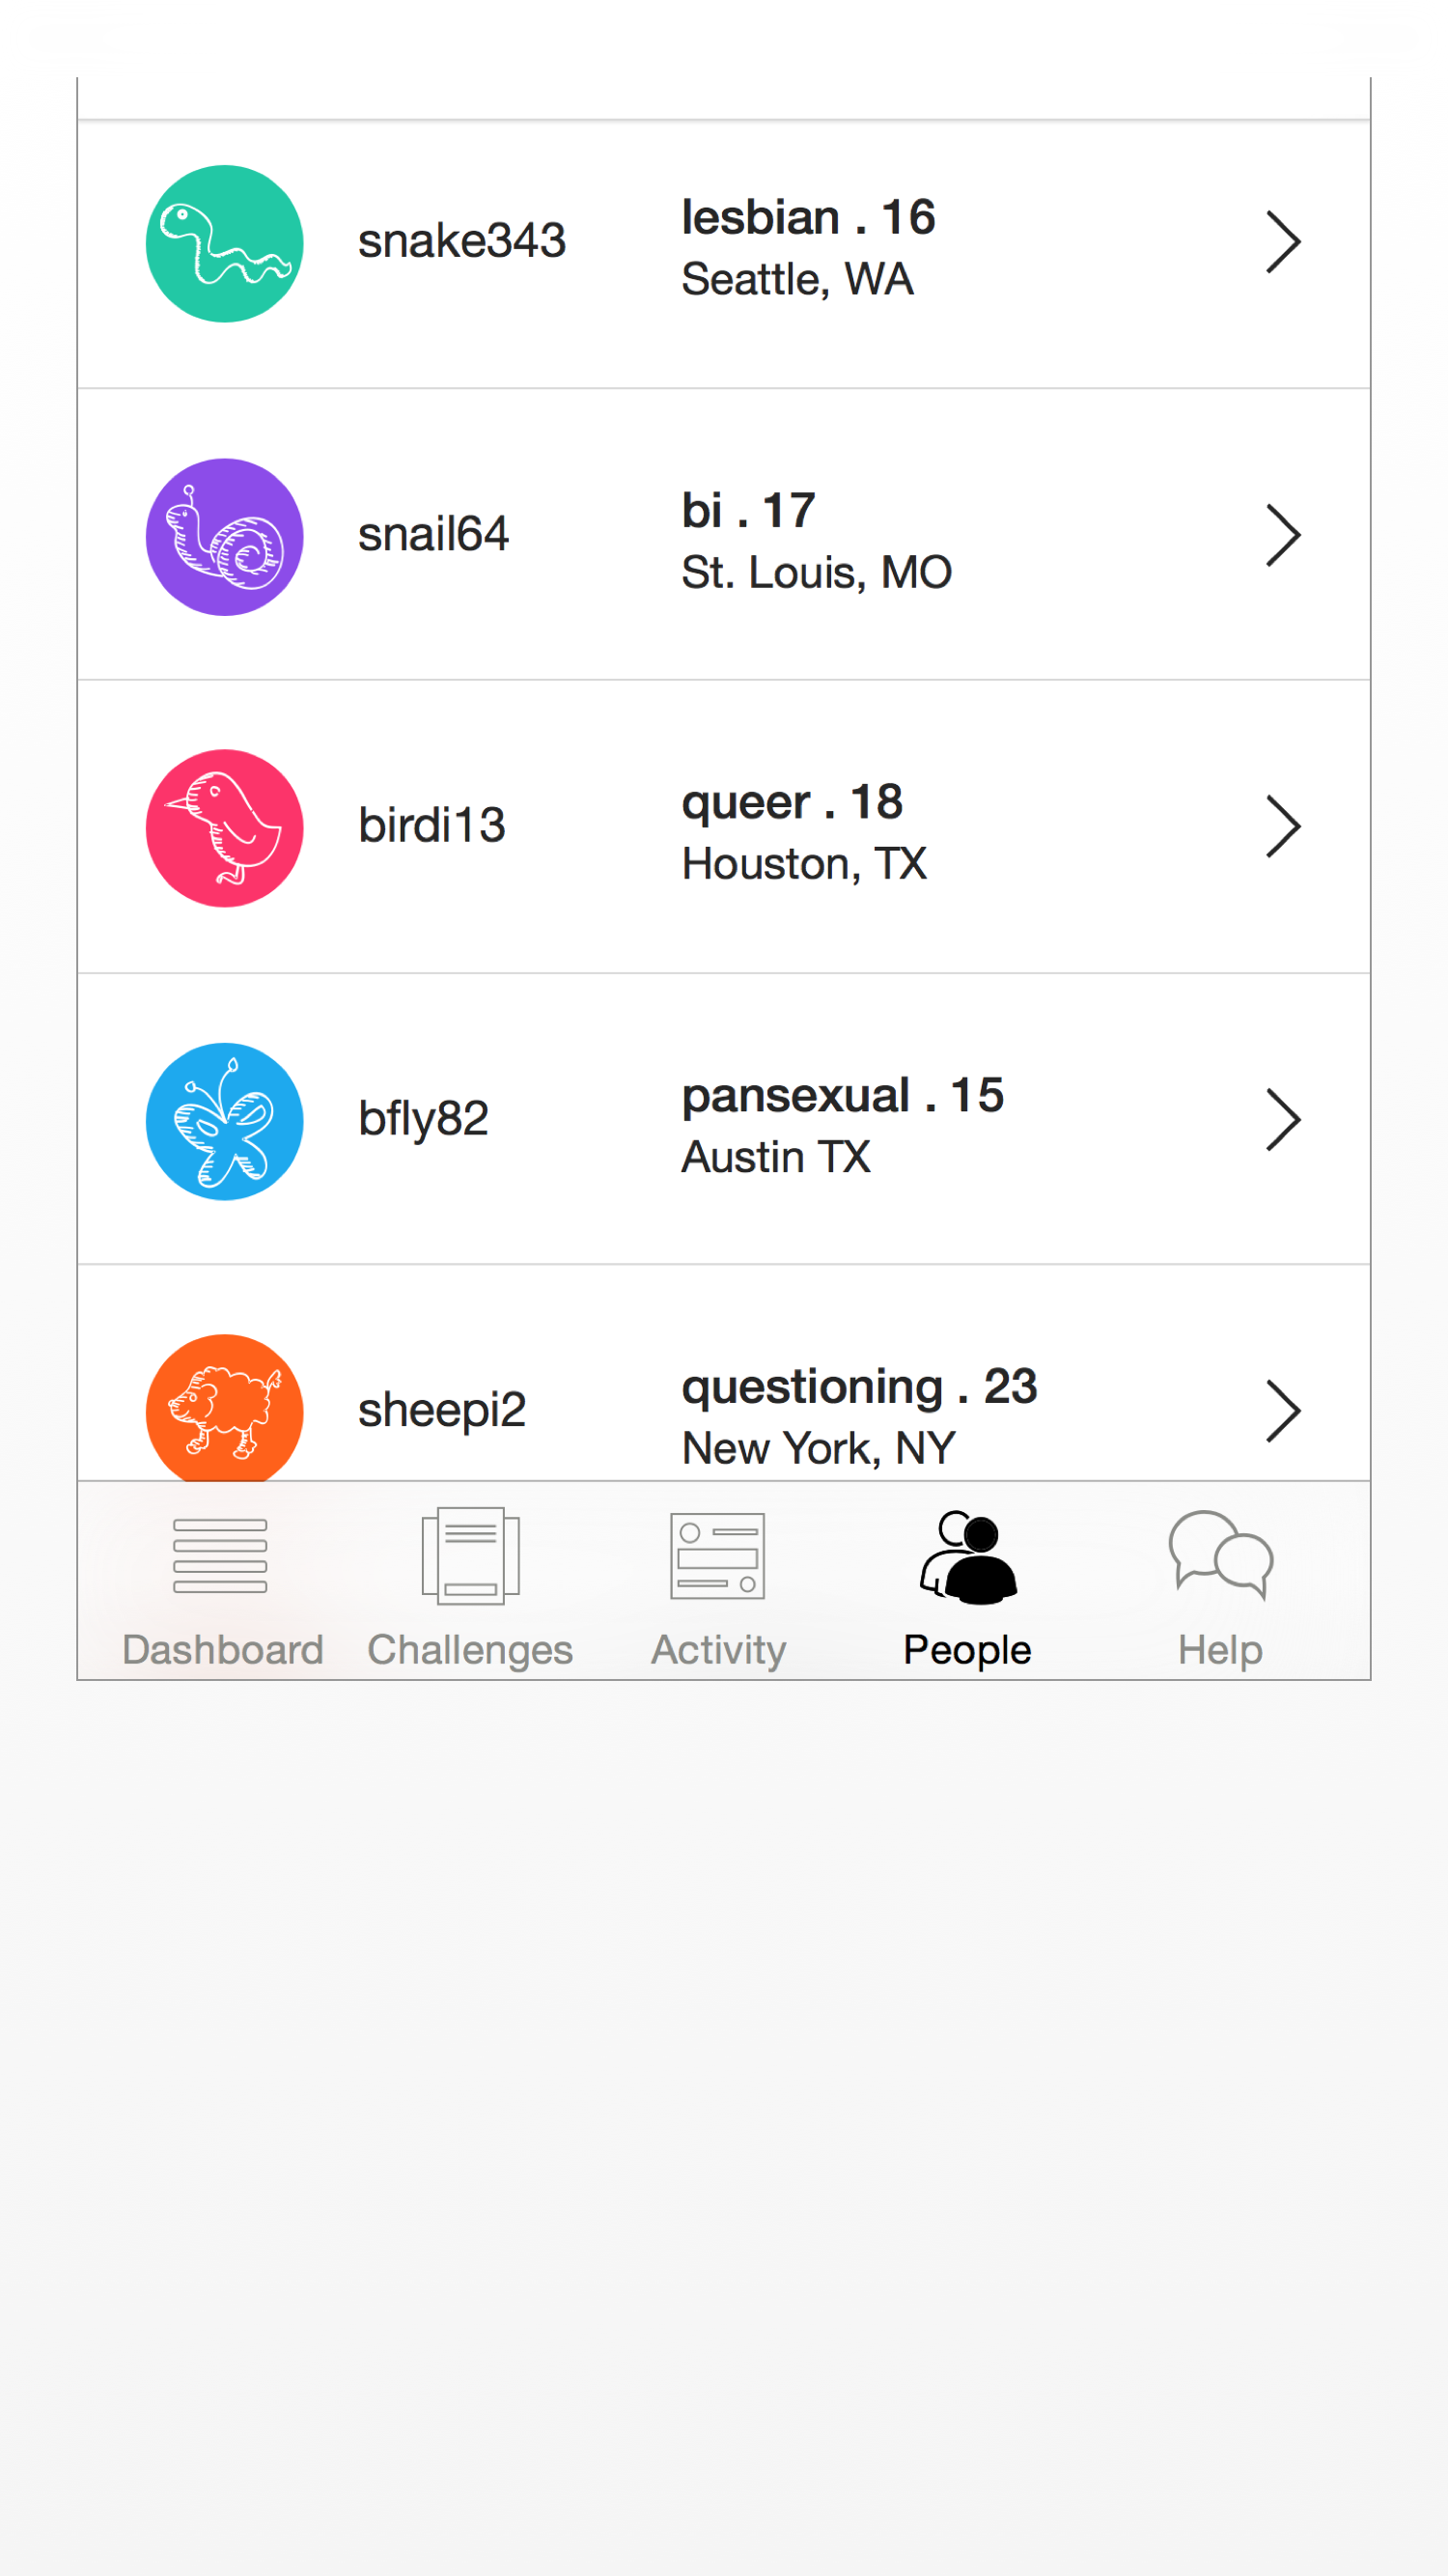 snake343
lesbian . 16
Seattle, WA
snail64
bi . 17
St. Louis, MO
birdi13
queer . 18
Houston, TX
bfly82
pansexual . 15
Austin TX
sheepi2
questioning . 23
New York, NY
Dashboard Challenges Activity People Help